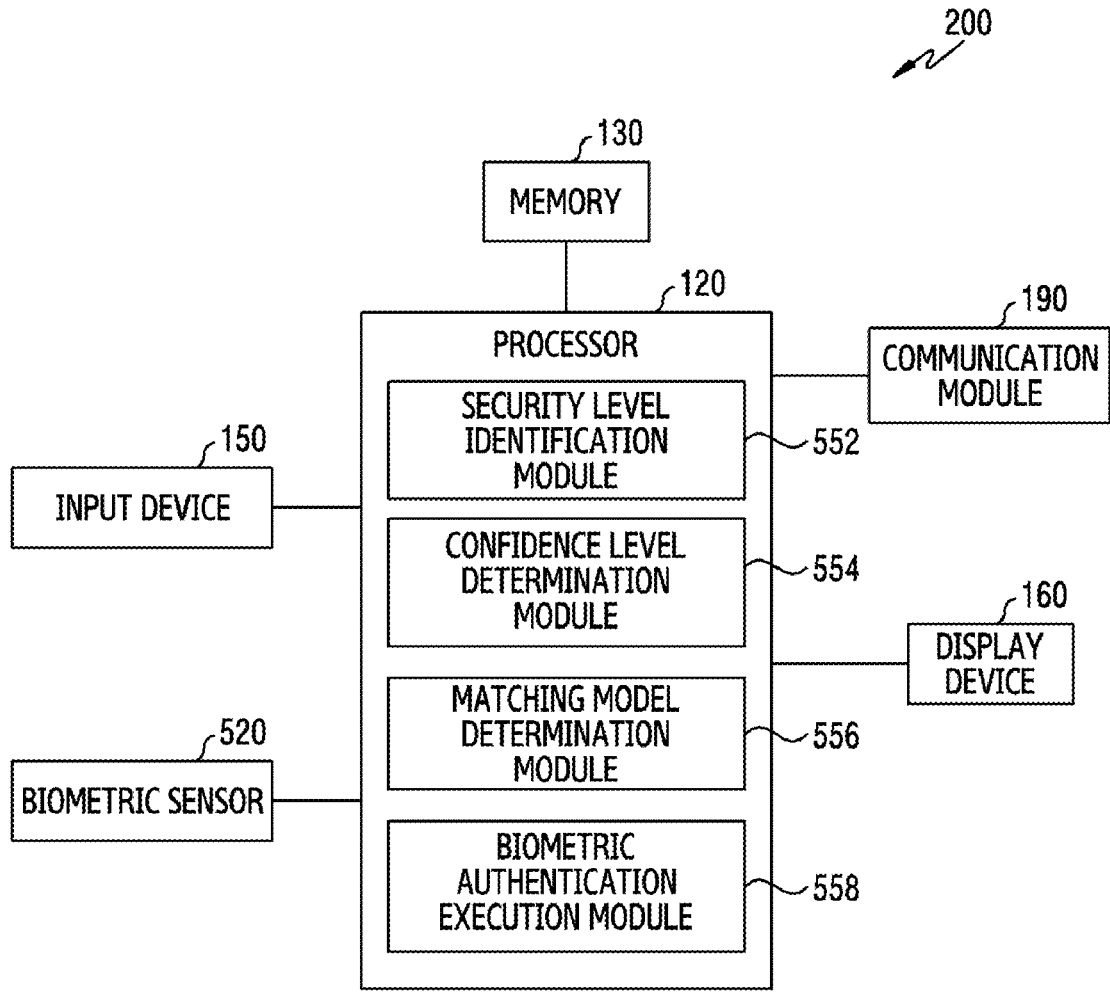 200
130
MEMORY
120
PROCESSOR
190
COMMUNICATION
MODULE
SECURITY LEVEL
IDENTIFICATION
MODULE
552
150
INPUT DEVICE
CONFIDENCE LEVEL
DETERMINATION
MODULE
554
160
DISPLAY
DEVICE
MATCHING MODEL
DETERMINATION
MODULE
556
520
BIOMETRIC SENSOR
BIOMETRIC
AUTHENTICATION
EXECUTION MODULE
558